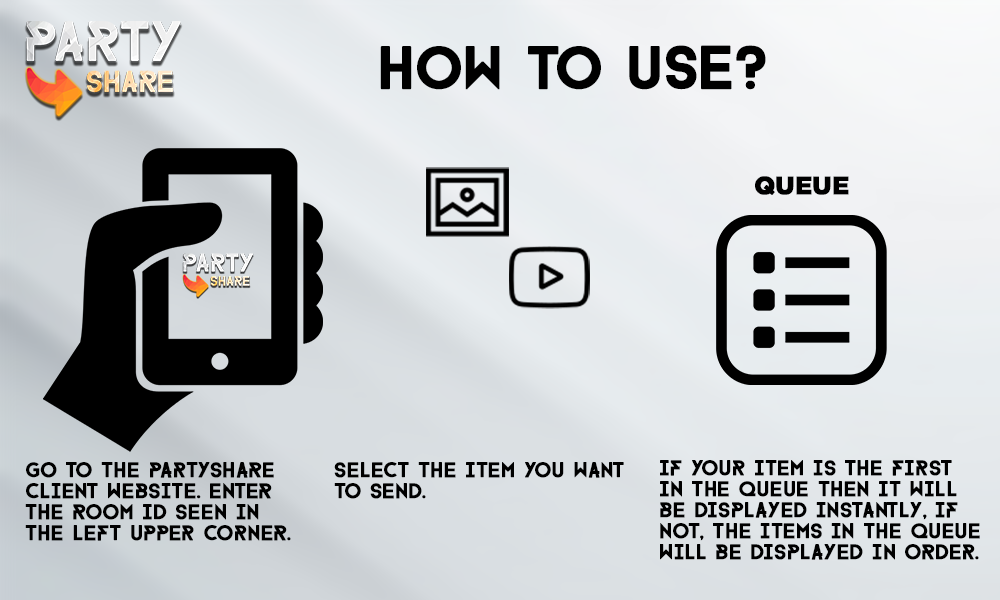 PARTY
SHARE
HOW TO USE?
PARTY
SHARE
QUEUE
GO TO THE PARTYSHARE
CLIENT WEBSITE. ENTER
THE ROOM ID SEEN IN
THE LEFT UPPER CORNER.
SELECT THE ITEM YOU WANT
TO SEND.
IF YOUR ITEM IS THE FIRST
IN THE QUEUE THEN IT WILL
BE DISPLAYED INSTANTLY, IF
NOT, THE ITEMS IN THE QUEUE
WILL BE DISPLAYED IN ORDER.